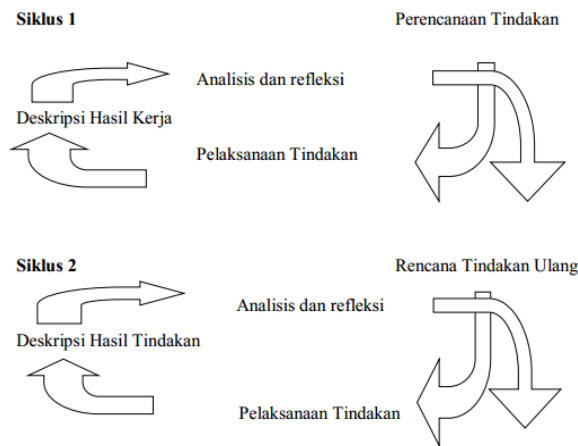 Siklus 1
Perencanaan Tindakan
Analisis dan refleksi
Deskripsi Hasil Kerja
Pelaksanaan Tindakan
Siklus 2
Rencana Tindakan Ulang
Analisis dan refleksi
Deskripsi Hasil Tindakan
Pelaksanaan Tindakan